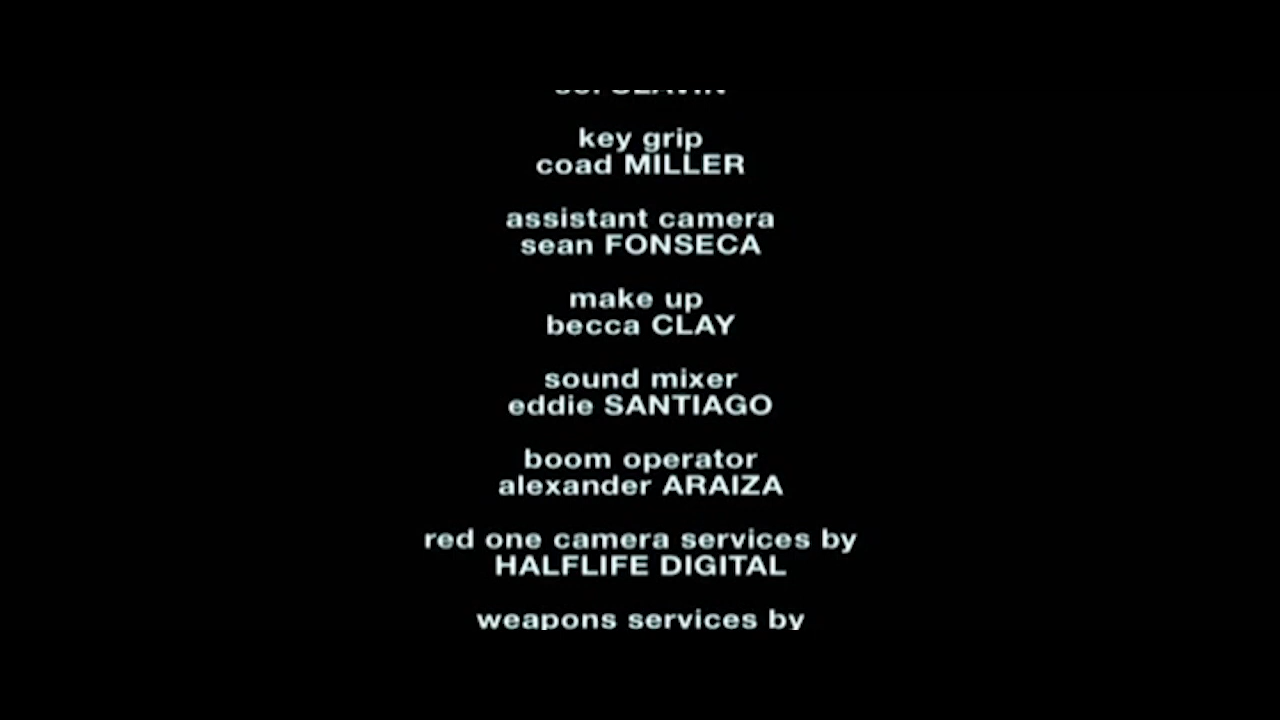 key grip
coad MILLER
assistant camera
sean FONSECA
make up
becca CLAY
sound mixer
eddie SANTIAGO
boom operator
alexander ARAIZA
red one camera services by
HALFLIFE DIGITAL
weapons services by